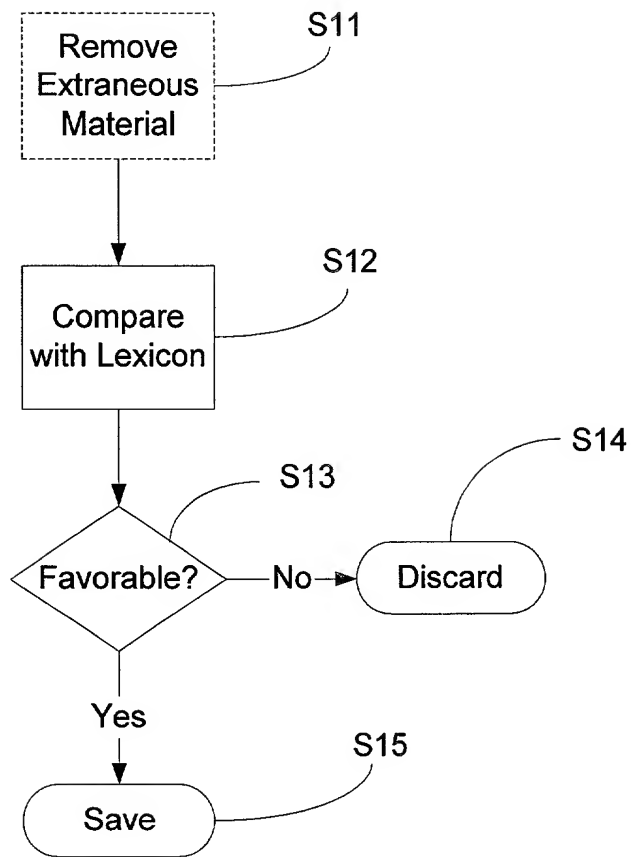 S11
Remove
Extraneous
Material
S12
Compare
with Lexicon
S14
S13
Favorable?
No
Discard
Yes
S15
Save